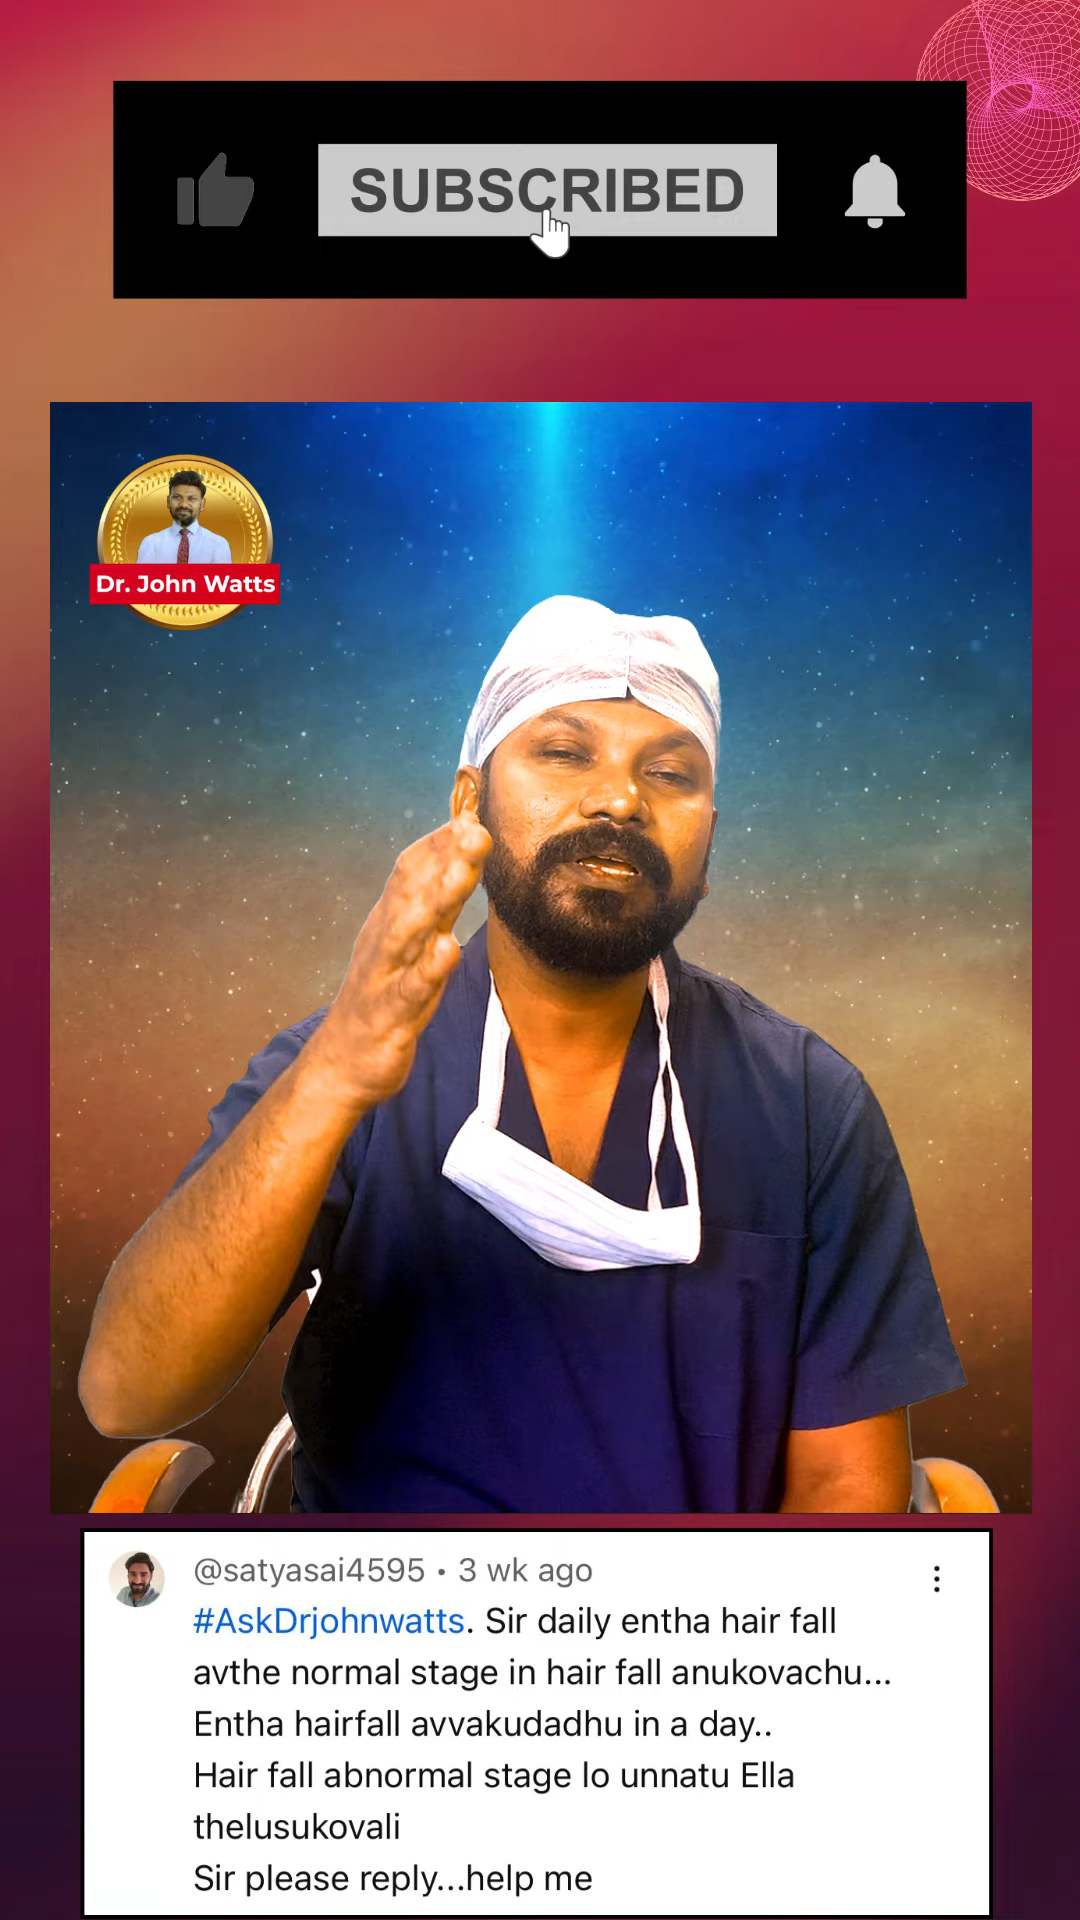 SUBSCRIBED
Dr. John Watts
@satyasai4595 • 3 wk ago
#AskDrjohnwatts. Sir daily entha hair fall
avthe normal stage in hair fall anukovachu...
Entha hairfall avvakudadhu in a day..
Hair fall abnormal stage lo unnatu Ella
thelusukovali
Sir please reply...help me